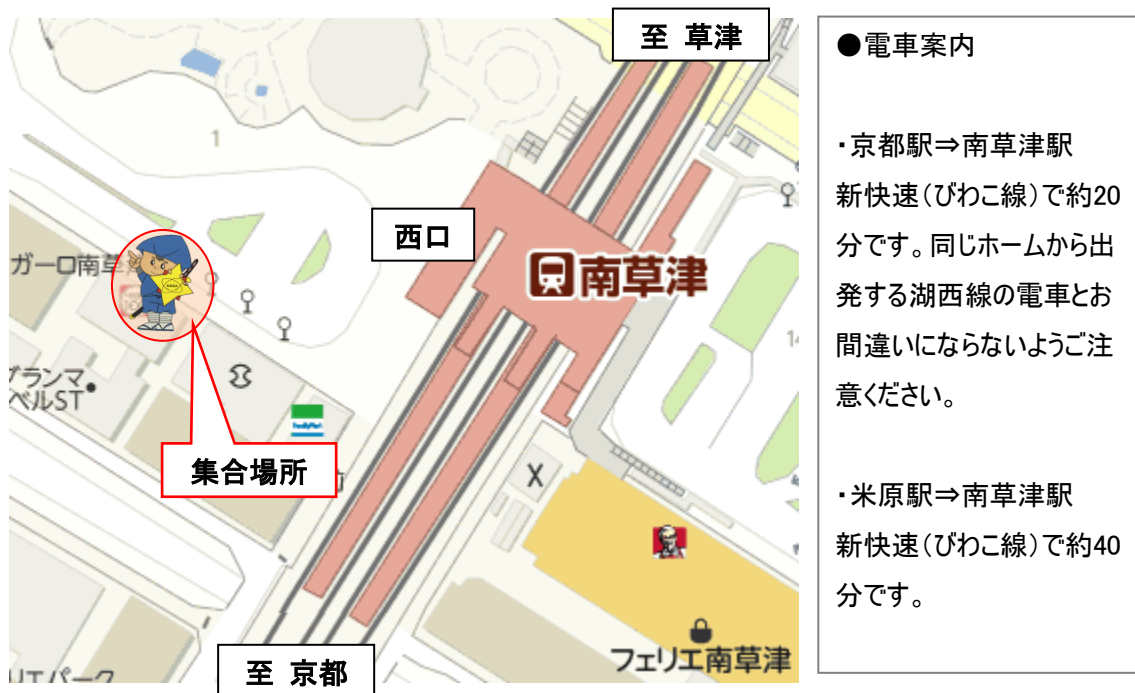 至 草津
1
西口
南草津
ガーロ南草
グランマ
ベルST
FamilyMart
集合場所
前
14
フェリエ南草津
リエパーク
至 京都
●電車案内
・京都駅⇒南草津駅
新快速(びわこ線)で約20
分です。同じホームから出
発する湖西線の電車とお
間違いにならないようご注
意ください。
・米原駅⇒南草津駅
新快速(びわこ線)で約40
分です。